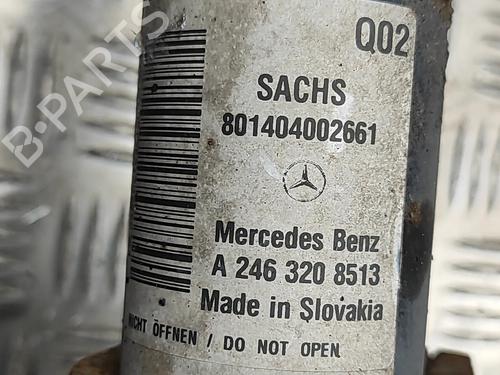 Q02
SACHS
801404002661
Mercedes Benz
A 246 320 8513
Made in Slovakia
NICHT ÖFFNEN / DO NOT OPEN
B-PARTS